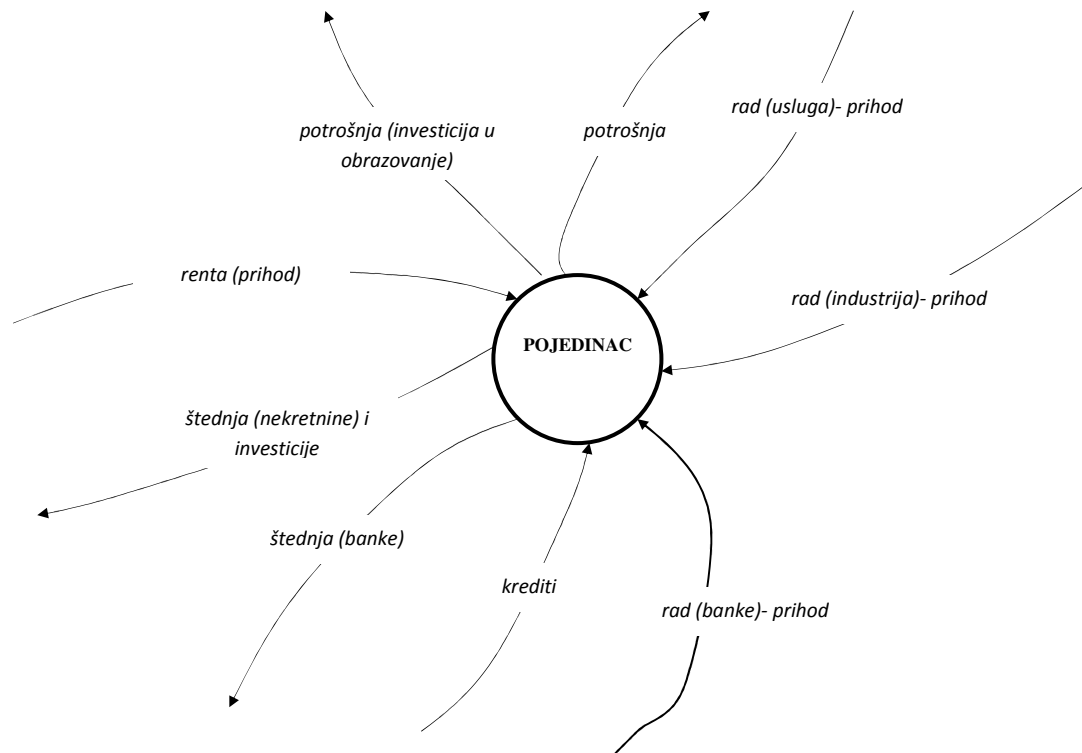 rad (usluga)- prihod
potrošnja (investicija u
obrazovanje)
potrošnja
renta (prihod)
rad (industrija)- prihod
POJEDINAC
štednja (nekretnine) i
investicije
štednja (banke)
krediti
rad (banke)- prihod